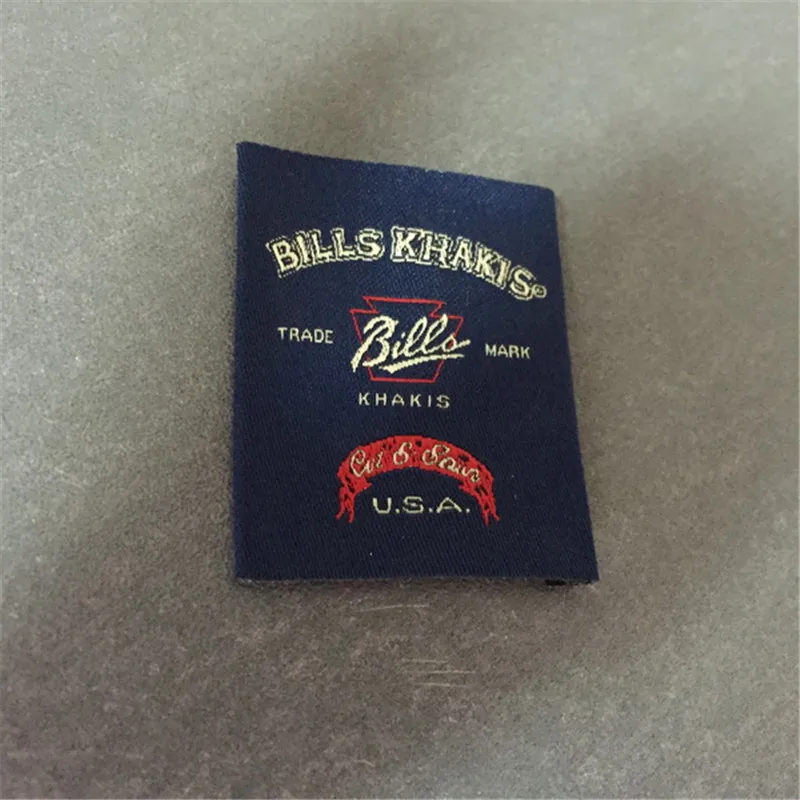 BILLS KHAKIS®
TRADE Bills MARK
KHAKIS
Cut & Sewn
U.S.A.